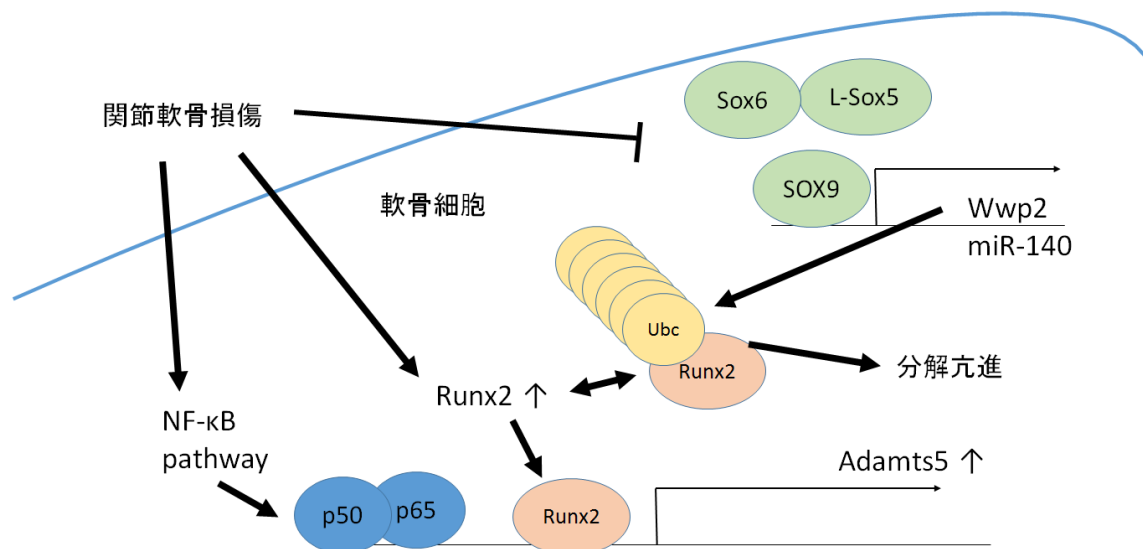 Sox6
L-Sox5
関節軟骨損傷
SOX9
軟骨細胞
Wwp2
miR-140
Ubc
Runx2
分解亢進
Runx2 ↑
NF-κB
pathway
Adamts5 ↑
p50
p65
Runx2